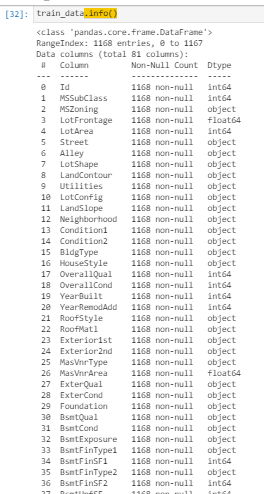 [32]: train_data.info()
<class 'pandas.core.frame.DataFrame'>
RangeIndex: 1168 entries, 0 to 1167
Data columns (total 81 columns):
# Column Non-Null Count Dtype
--- ------ -------------- -----
0 Id 1168 non-null int64
1 MSSubClass 1168 non-null int64
2 MSZoning 1168 non-null object
3 LotFrontage 1168 non-null float64
4 LotArea 1168 non-null int64
5 Street 1168 non-null object
6 Alley 1168 non-null object
7 LotShape 1168 non-null object
8 LandContour 1168 non-null object
9 Utilities 1168 non-null object
10 LotConfig 1168 non-null object
11 LandSlope 1168 non-null object
12 Neighborhood 1168 non-null object
13 Condition1 1168 non-null object
14 Condition2 1168 non-null object
15 BldgType 1168 non-null object
16 HouseStyle 1168 non-null object
17 OverallQual 1168 non-null int64
18 OverallCond 1168 non-null int64
19 YearBuilt 1168 non-null int64
20 YearRemodAdd 1168 non-null int64
21 RoofStyle 1168 non-null object
22 RoofMatl 1168 non-null object
23 Exterior1st 1168 non-null object
24 Exterior2nd 1168 non-null object
25 MasVnrType 1168 non-null object
26 MasVnrArea 1168 non-null float64
27 ExterQual 1168 non-null object
28 ExterCond 1168 non-null object
29 Foundation 1168 non-null object
30 BsmtQual 1168 non-null object
31 BsmtCond 1168 non-null object
32 BsmtExposure 1168 non-null object
33 BsmtFinType1 1168 non-null object
34 BsmtFinSF1 1168 non-null int64
35 BsmtFinType2 1168 non-null object
36 BsmtFinSF2 1168 non-null int64